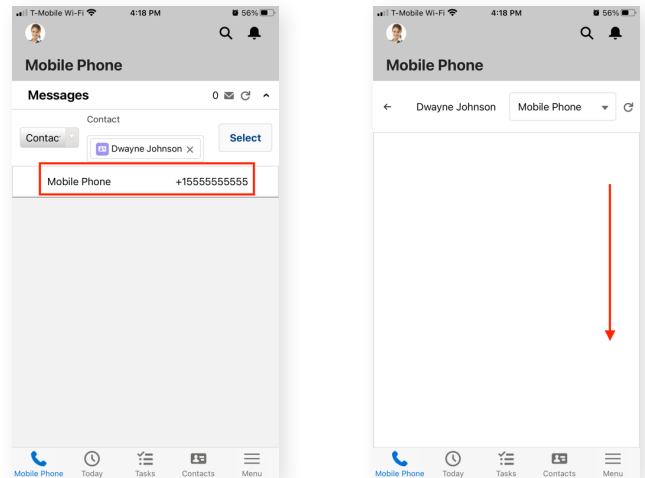 T-Mobile Wi-Fi 4:18 PM 56%
Mobile Phone
Messages 0
Contact
Contac Dwayne Johnson × Select
Mobile Phone +15555555555
Mobile Phone Today Tasks Contacts Menu
T-Mobile Wi-Fi 4:18 PM 56%
Mobile Phone
← Dwayne Johnson Mobile Phone
Mobile Phone Today Tasks Contacts Menu